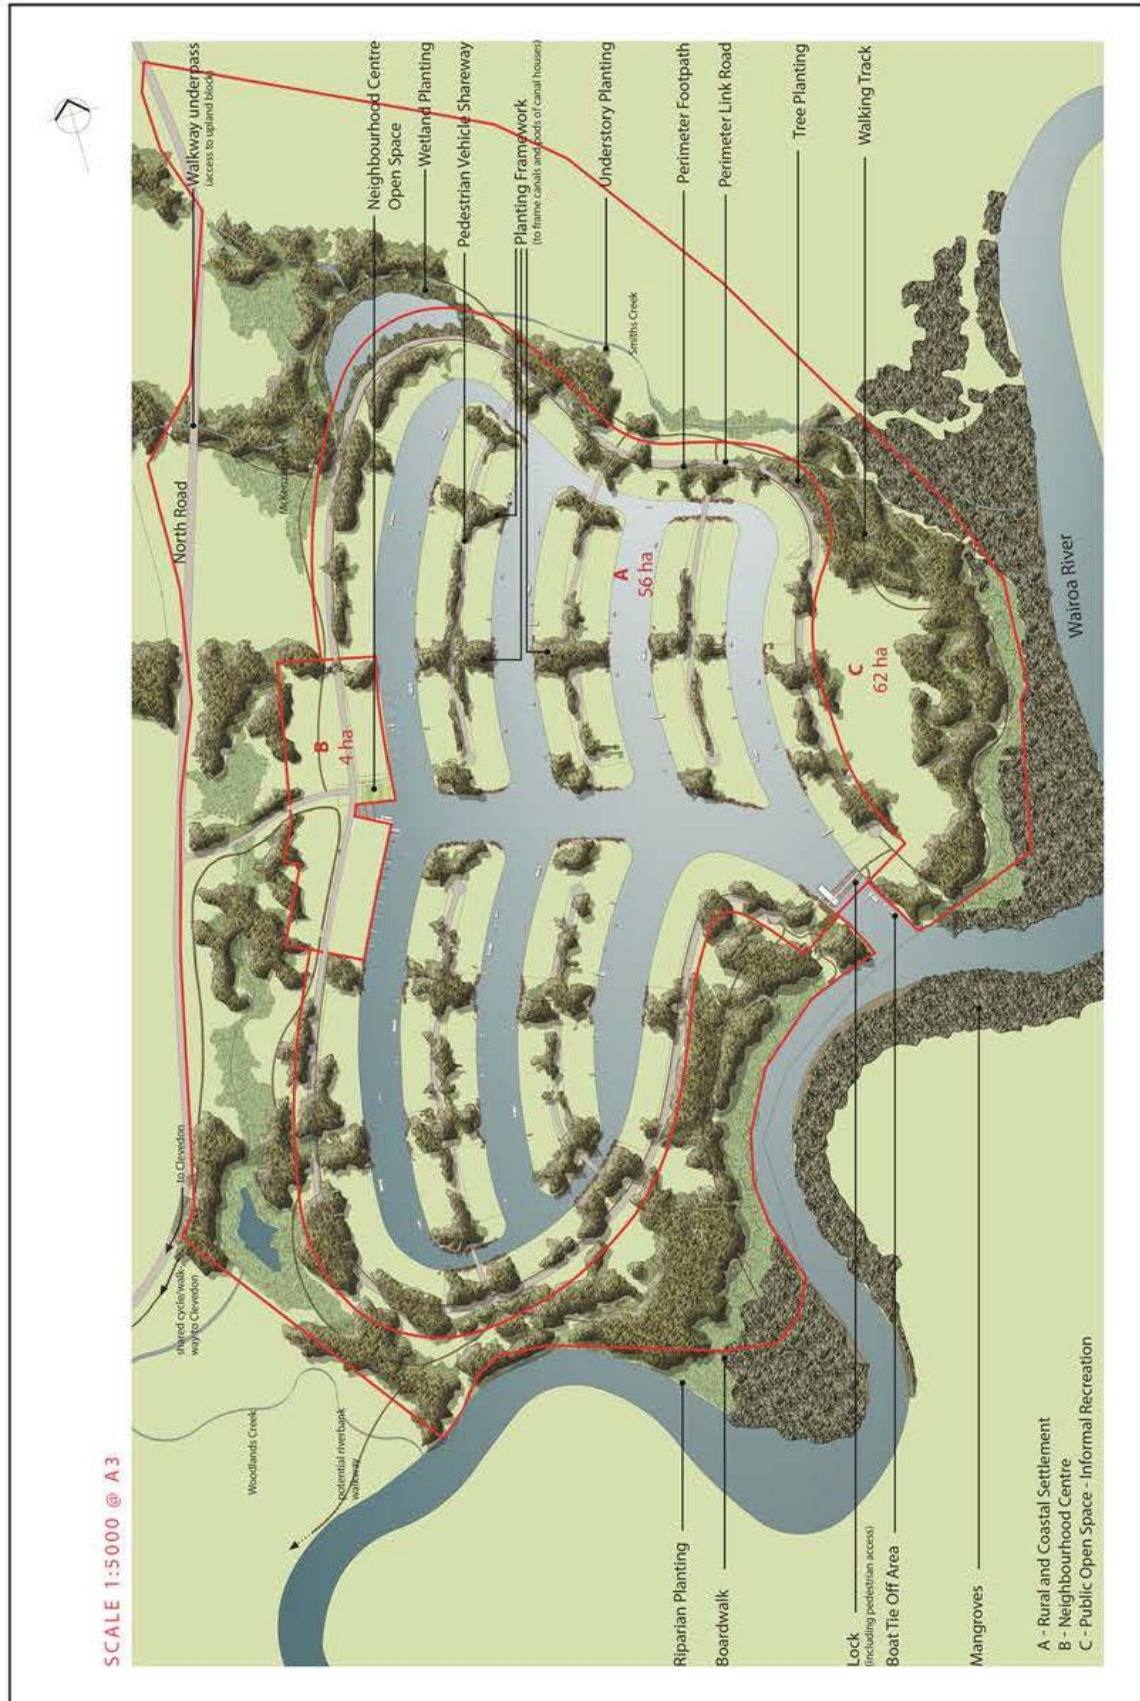 SCALE 1:5000 @ A3
Walkway underpass
(access to upland block)
Neighbourhood Centre
Open Space
Wetland Planting
Pedestrian Vehicle Shareway
Planting Framework
(to frame canals and pods of canal houses)
Understory Planting
Perimeter Footpath
Perimeter Link Road
Tree Planting
Walking Track
North Road
Smiths Creek
Wairoa River
A
56 ha
B
4 ha
C
62 ha
to Clevedon
shared cycle/walk-
way to Clevedon
Woodlands Creek
potential riverbank
walkway
Riparian Planting
Boardwalk
Lock
(including pedestrian access)
Boat Tie Off Area
Mangroves
A - Rural and Coastal Settlement
B - Neighbourhood Centre
C - Public Open Space - Informal Recreation